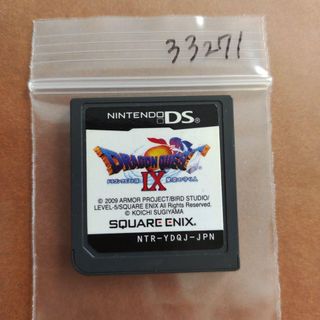 33271
NINTENDO DS
DRAGON QUEST
IX
© 2009 ARMOR PROJECT/BIRD STUDIO/
LEVEL-5/SQUARE ENIX All Rights Reserved.
© KOICHI SUGIYAMA
SQUARE ENIX
NTR-YDQJ-JPN